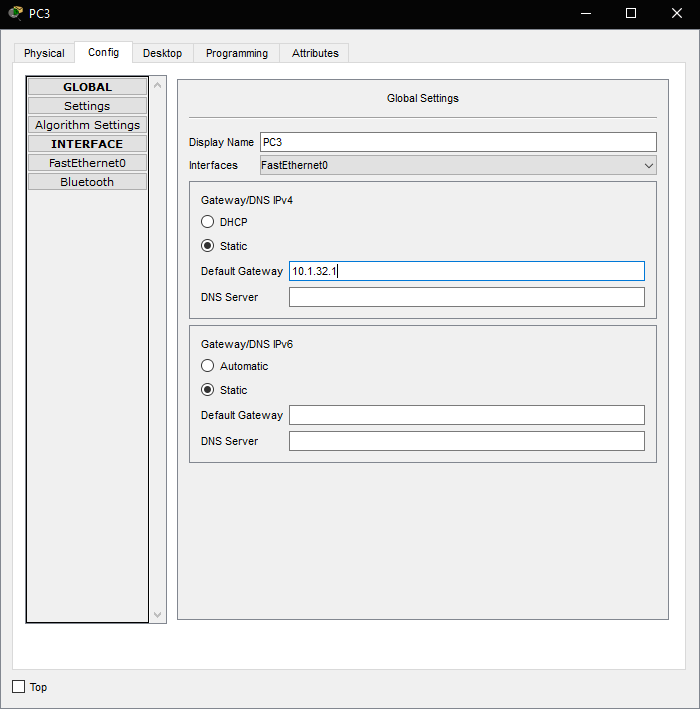 PC3
Physical Config Desktop Programming Attributes
GLOBAL
Settings
Algorithm Settings
INTERFACE
FastEthernet0
Bluetooth
Global Settings
Display Name PC3
Interfaces FastEthernet0
Gateway/DNS IPv4
DHCP
Static
Default Gateway 10.1.32.1
DNS Server
Gateway/DNS IPv6
Automatic
Static
Default Gateway
DNS Server
Top